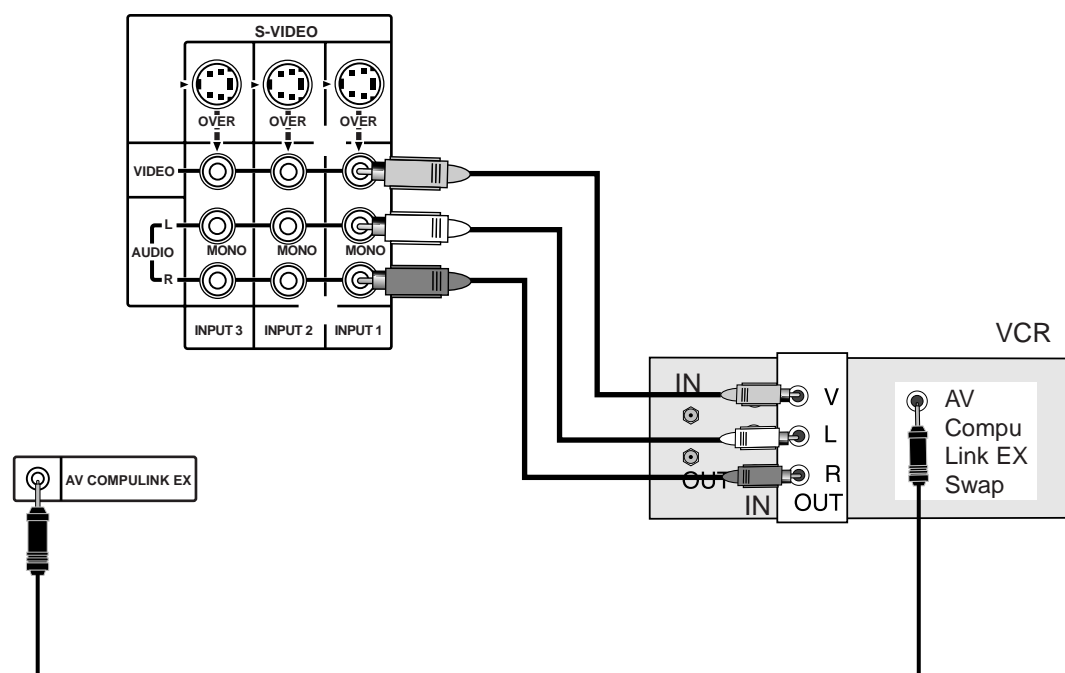 S-VIDEO
OVER OVER OVER
VIDEO
L
AUDIO MONO MONO MONO
R
INPUT 3 INPUT 2 INPUT 1
VCR
IN
V
L
R
OUT
IN OUT
AV
Compu
Link EX
Swap
AV COMPULINK EX